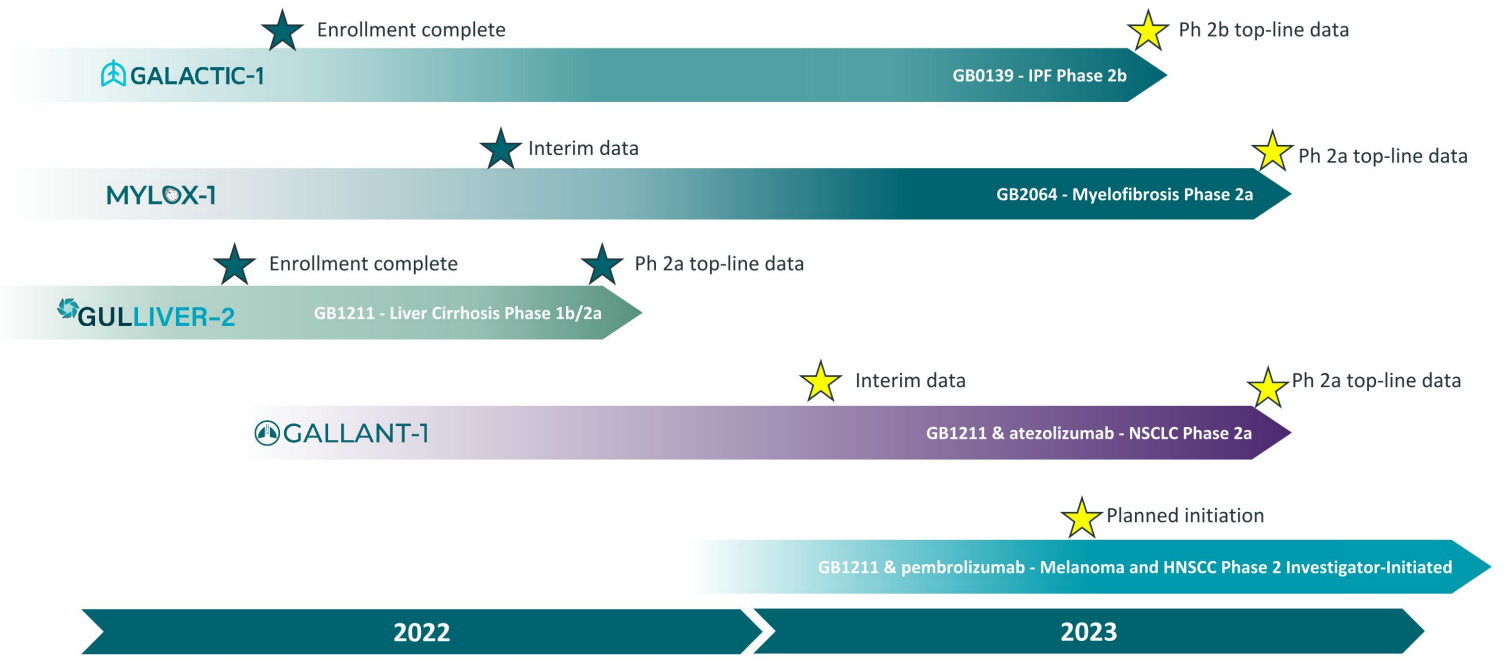 Enrollment complete
Ph 2b top-line data
GALACTIC-1
GB0139 - IPF Phase 2b
Interim data
Ph 2a top-line data
MYLOX-1
GB2064 - Myelofibrosis Phase 2a
Enrollment complete
Ph 2a top-line data
GULLIVER-2
GB1211 - Liver Cirrhosis Phase 1b/2a
Interim data
Ph 2a top-line data
GALLANT-1
GB1211 & atezolizumab - NSCLC Phase 2a
Planned initiation
GB1211 & pembrolizumab - Melanoma and HNSCC Phase 2 Investigator-Initiated
2022
2023